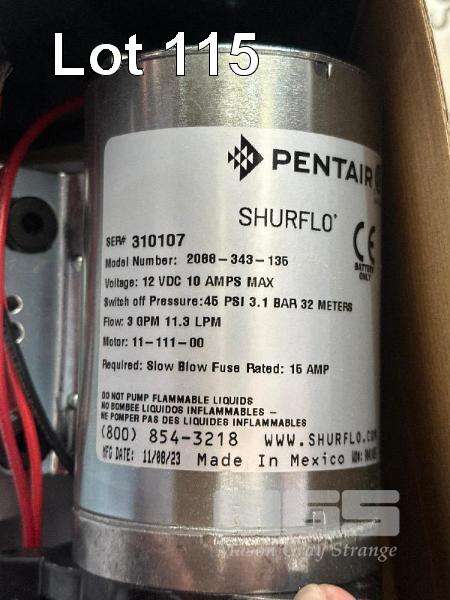 Lot 115
PENTAIR
SHURFLO®
SER# 310107
Model Number: 2088-343-135
Voltage: 12 VDC 10 AMPS MAX
Switch off Pressure:45 PSI 3.1 BAR 32 METERS
Flow: 3 GPM 11.3 LPM
Motor: 11-111-00
Required: Slow Blow Fuse Rated: 15 AMP
CE
BATTERY
ONLY
DO NOT PUMP FLAMMABLE LIQUIDS
NO BOMBEE LIQUIDOS INFLAMMABLES –
NE POMPER PAS DES LIQUIDES INFLAMMABLES
(800) 854-3218 WWW.SHURFLO.COM
MFG DATE: 11/08/23 Made In Mexico
Mason Gray Strange